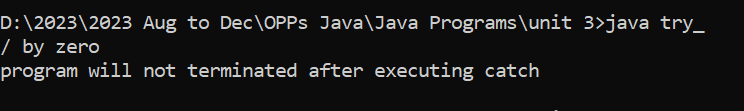 D:\2023\2023 Aug to Dec\OPPs Java\Java Programs\unit 3>java try_
/ by zero
program will not terminated after executing catch